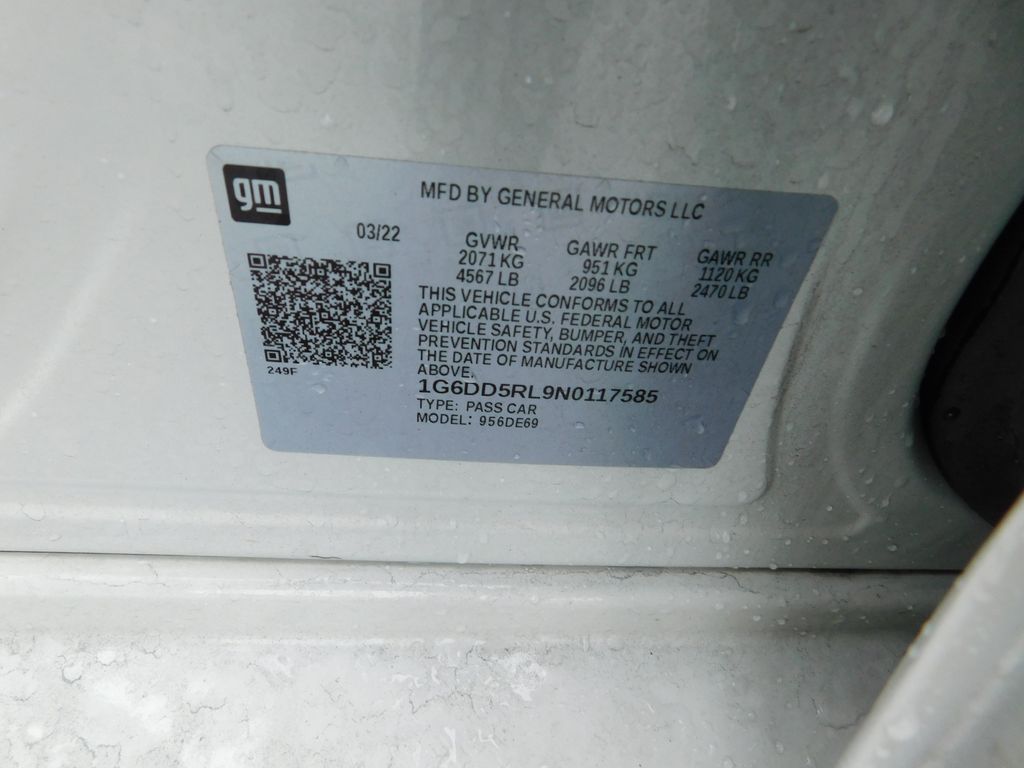 gm
MFD BY GENERAL MOTORS LLC
03/22
GVWR GAWR FRT GAWR RR
2071 KG 951 KG 1120 KG
4567 LB 2096 LB 2470 LB
THIS VEHICLE CONFORMS TO ALL
APPLICABLE U.S. FEDERAL MOTOR
VEHICLE SAFETY, BUMPER, AND THEFT
PREVENTION STANDARDS IN EFFECT ON
THE DATE OF MANUFACTURE SHOWN
ABOVE.
249F
1G6DD5RL9N0117585
TYPE: PASS CAR
MODEL: 956DE69